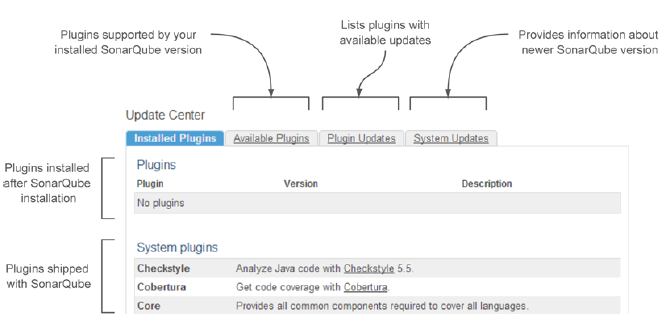 Plugins supported by your
installed SonarQube version
Lists plugins with
available updates
Provides information about
newer SonarQube version
Update Center
Installed Plugins Available Plugins Plugin Updates System Updates
Plugins installed
after SonarQube
installation
Plugins
Plugin Version Description
No plugins
Plugins shipped
with SonarQube
System plugins
Checkstyle Analyze Java code with Checkstyle 5.5.
Cobertura Get code coverage with Cobertura.
Core Provides all common components required to cover all languages.